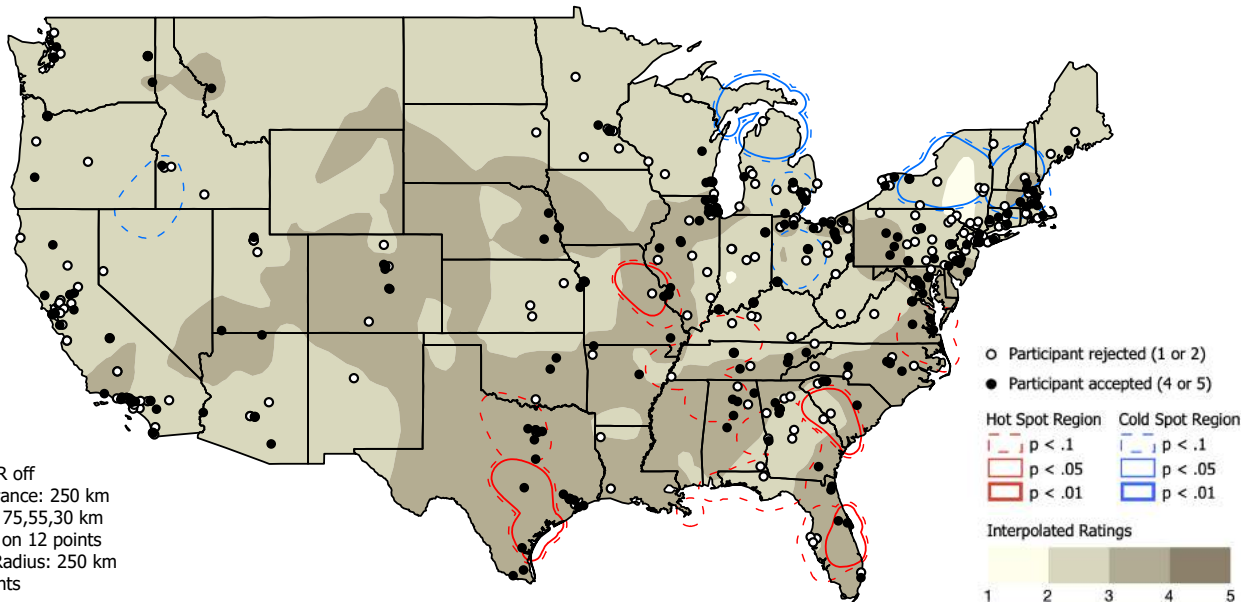 R off
rance: 250 km
75,55,30 km
on 12 points
Radius: 250 km
nts
Participant rejected (1 or 2)
Participant accepted (4 or 5)
Hot Spot Region Cold Spot Region
p < .1 p < .1
p < .05 p < .05
p < .01 p < .01
Interpolated Ratings
1 2 3 4 5